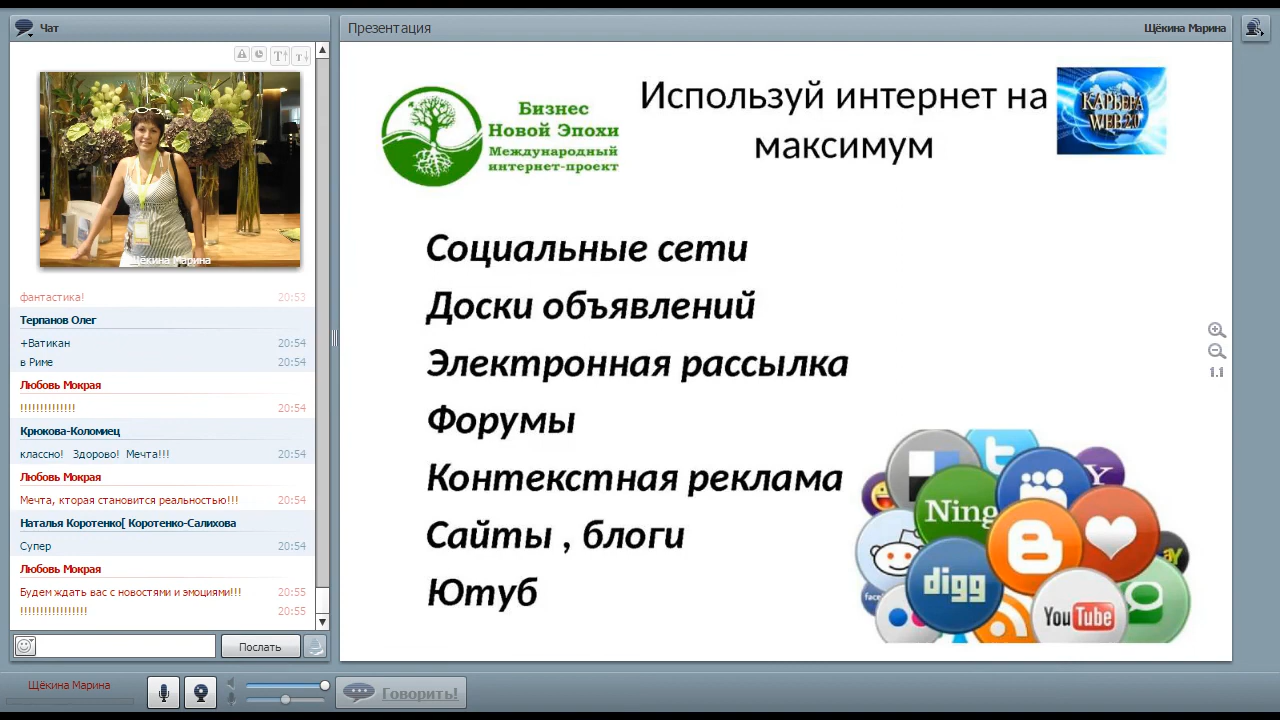 Чат
Щёкина Марина
фантастика! 20:53
Терпанов Олег
+Ватикан 20:54
в Риме 20:54
Любовь Мокрая
!!!!!!!!!!!!!! 20:54
Крюкова-Коломиец
классно! Здорово! Мечта!!! 20:54
Любовь Мокрая
Мечта, кторая становится реальностью!!! 20:54
Наталья Коротенко[ Коротенко-Салихова
Супер 20:54
Любовь Мокрая
Будем ждать вас с новостями и эмоциями!!! 20:55
!!!!!!!!!!!!!!!!! 20:55
Послать
Щёкина Марина
Говорить!
Презентация
Щёкина Марина
Бизнес
Новой Эпохи
Международный
интернет-проект
Используй интернет на
максимум
КАРЬЕРА
WEB 2.0
Социальные сети
Доски объявлений
Электронная рассылка
Форумы
Контекстная реклама
Сайты , блоги
Ютуб
Ning
digg
YouTube
Y
1.1